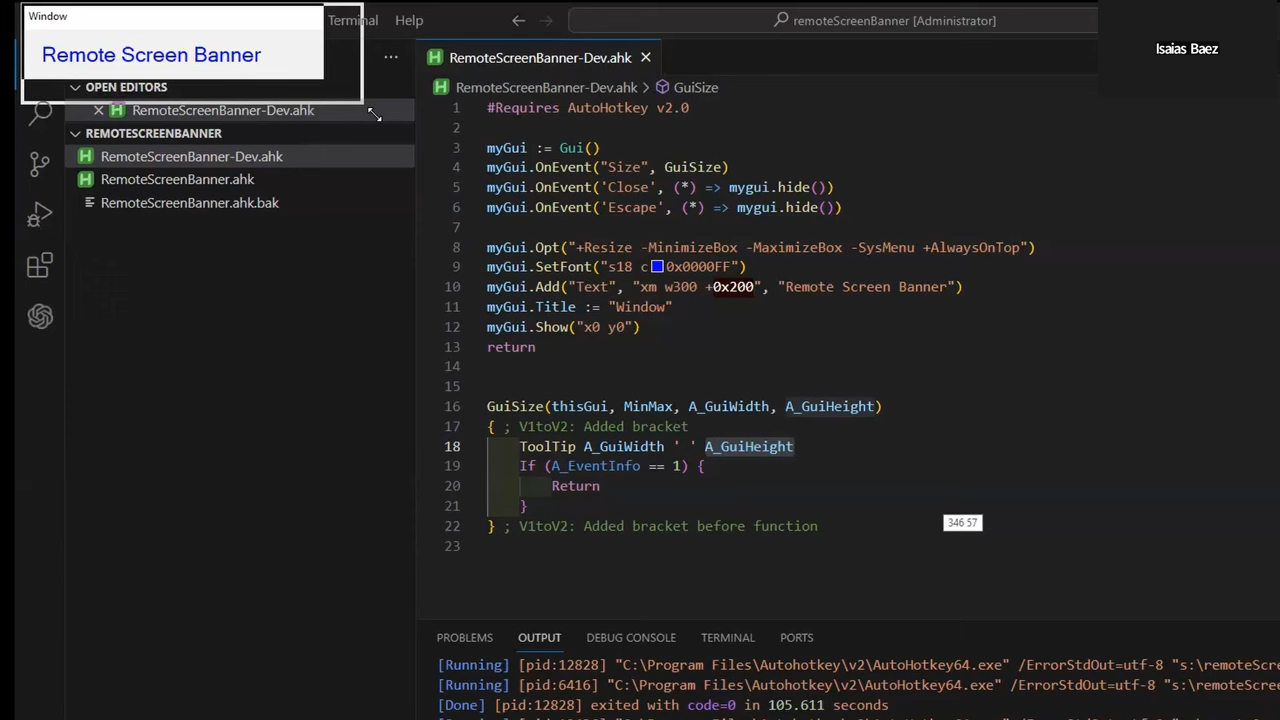 Window
Remote Screen Banner
Terminal
Help
remoteScreenBanner [Administrator]
Isaias Baez
OPEN EDITORS
RemoteScreenBanner-Dev.ahk
REMOTESCREENBANNER
RemoteScreenBanner-Dev.ahk
RemoteScreenBanner.ahk
RemoteScreenBanner.ahk.bak
RemoteScreenBanner-Dev.ahk
RemoteScreenBanner-Dev.ahk > GuiSize
1 #Requires AutoHotkey v2.0
2
3 myGui := Gui()
4 myGui.OnEvent("Size", GuiSize)
5 myGui.OnEvent('Close', (*) => mygui.hide())
6 myGui.OnEvent('Escape', (*) => mygui.hide())
7
8 myGui.Opt("+Resize -MinimizeBox -MaximizeBox -SysMenu +AlwaysOnTop")
9 myGui.SetFont("s18 c0x0000FF")
10 myGui.Add("Text", "xm w300 +0x200", "Remote Screen Banner")
11 myGui.Title := "Window"
12 myGui.Show("x0 y0")
13 return
14
15
16 GuiSize(thisGui, MinMax, A_GuiWidth, A_GuiHeight)
17 { ; V1toV2: Added bracket
18 ToolTip A_GuiWidth ' ' A_GuiHeight
19 If (A_EventInfo == 1) {
20 Return
21 }
22 } ; V1toV2: Added bracket before function
23
346 57
PROBLEMS
OUTPUT
DEBUG CONSOLE
TERMINAL
PORTS
[Running] [pid:12828] "C:\Program Files\Autohotkey\v2\AutoHotkey64.exe" /ErrorStdOut=utf-8 "s:\remoteScre
[Running] [pid:6416] "C:\Program Files\Autohotkey\v2\AutoHotkey64.exe" /ErrorStdOut=utf-8 "s:\remoteScree
[Done] [pid:12828] exited with code=0 in 105.611 seconds